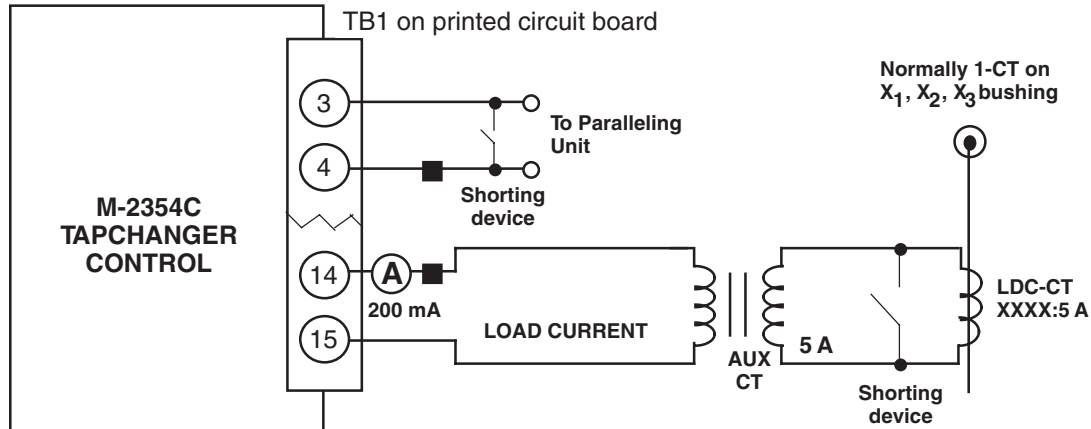 TB1 on printed circuit board
Normally 1-CT on
X1, X2, X3 bushing
3
To Paralleling
Unit
4
Shorting
device
M-2354C
TAPCHANGER
CONTROL
14
A
200 mA
15
LOAD CURRENT
AUX
CT
5 A
LDC-CT
XXXX:5 A
Shorting
device